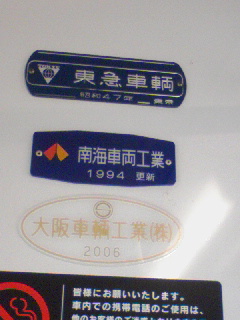 東急車輛
昭和47年
南海車両工業
1994 更新
大阪車輌工業(株)
2006
皆様にお願いいたします。
車内での携帯電話のご使用は、